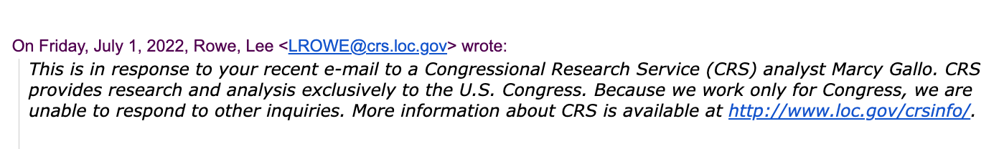 On Friday, July 1, 2022, Rowe, Lee <LROWE@crs.loc.gov> wrote:
This is in response to your recent e-mail to a Congressional Research Service (CRS) analyst Marcy Gallo. CRS
provides research and analysis exclusively to the U.S. Congress. Because we work only for Congress, we are
unable to respond to other inquiries. More information about CRS is available at http://www.loc.gov/crsinfo/.